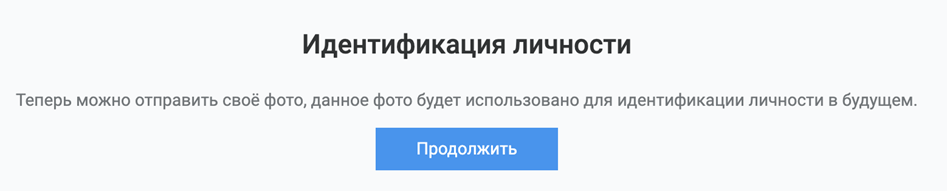 Идентификация личности
Теперь можно отправить своё фото, данное фото будет использовано для идентификации личности в будущем.
Продолжить